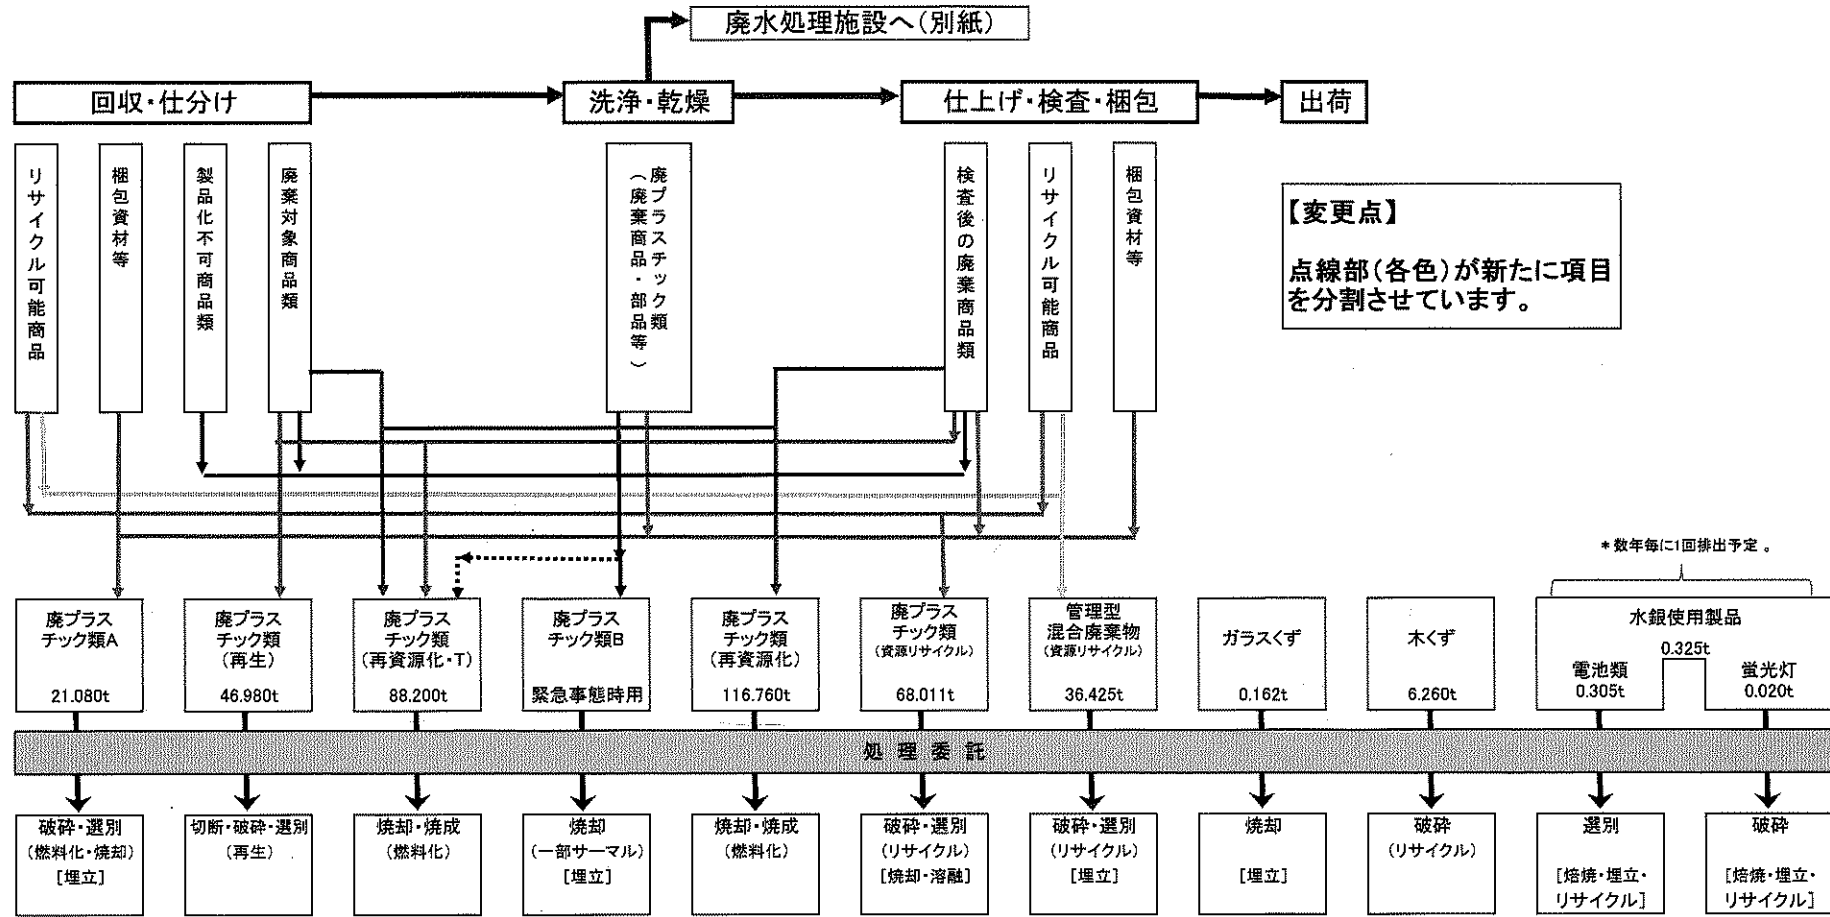 廃水処理施設へ(別紙)
回収・仕分け
洗浄・乾燥
仕上げ・検査・梱包
出荷
リサイクル可能商品
梱包資材等
製品化不可商品類
廃棄対象商品類
廃プラスチック類
(廃棄商品・部品等)
検査後の廃棄商品類
リサイクル可能商品
梱包資材等
【変更点】
点線部(各色)が新たに項目
を分割させています。
*数年毎に1回排出予定。
廃プラス
チック類A
21.080t
廃プラス
チック類
(再生)
46.980t
廃プラス
チック類
(再資源化・T)
88.200t
廃プラス
チック類B
緊急事態時用
廃プラス
チック類
(再資源化)
116.760t
廃プラス
チック類
(資源リサイクル)
68.011t
管理型
混合廃棄物
(資源リサイクル)
36.425t
ガラスくず
0.162t
木くず
6.260t
水銀使用製品
0.325t
電池類
0.305t
蛍光灯
0.020t
処理委託
破砕・選別
(燃料化・焼却)
[埋立]
切断・破砕・選別
(再生)
焼却・焼成
(燃料化)
焼却
(一部サーマル)
[埋立]
焼却・焼成
(燃料化)
破砕・選別
(リサイクル)
[焼却・溶融]
破砕・選別
(リサイクル)
[埋立]
焼却
[埋立]
破砕
(リサイクル)
選別
[焙焼・埋立・
リサイクル]
破砕
[焙焼・埋立・
リサイクル]